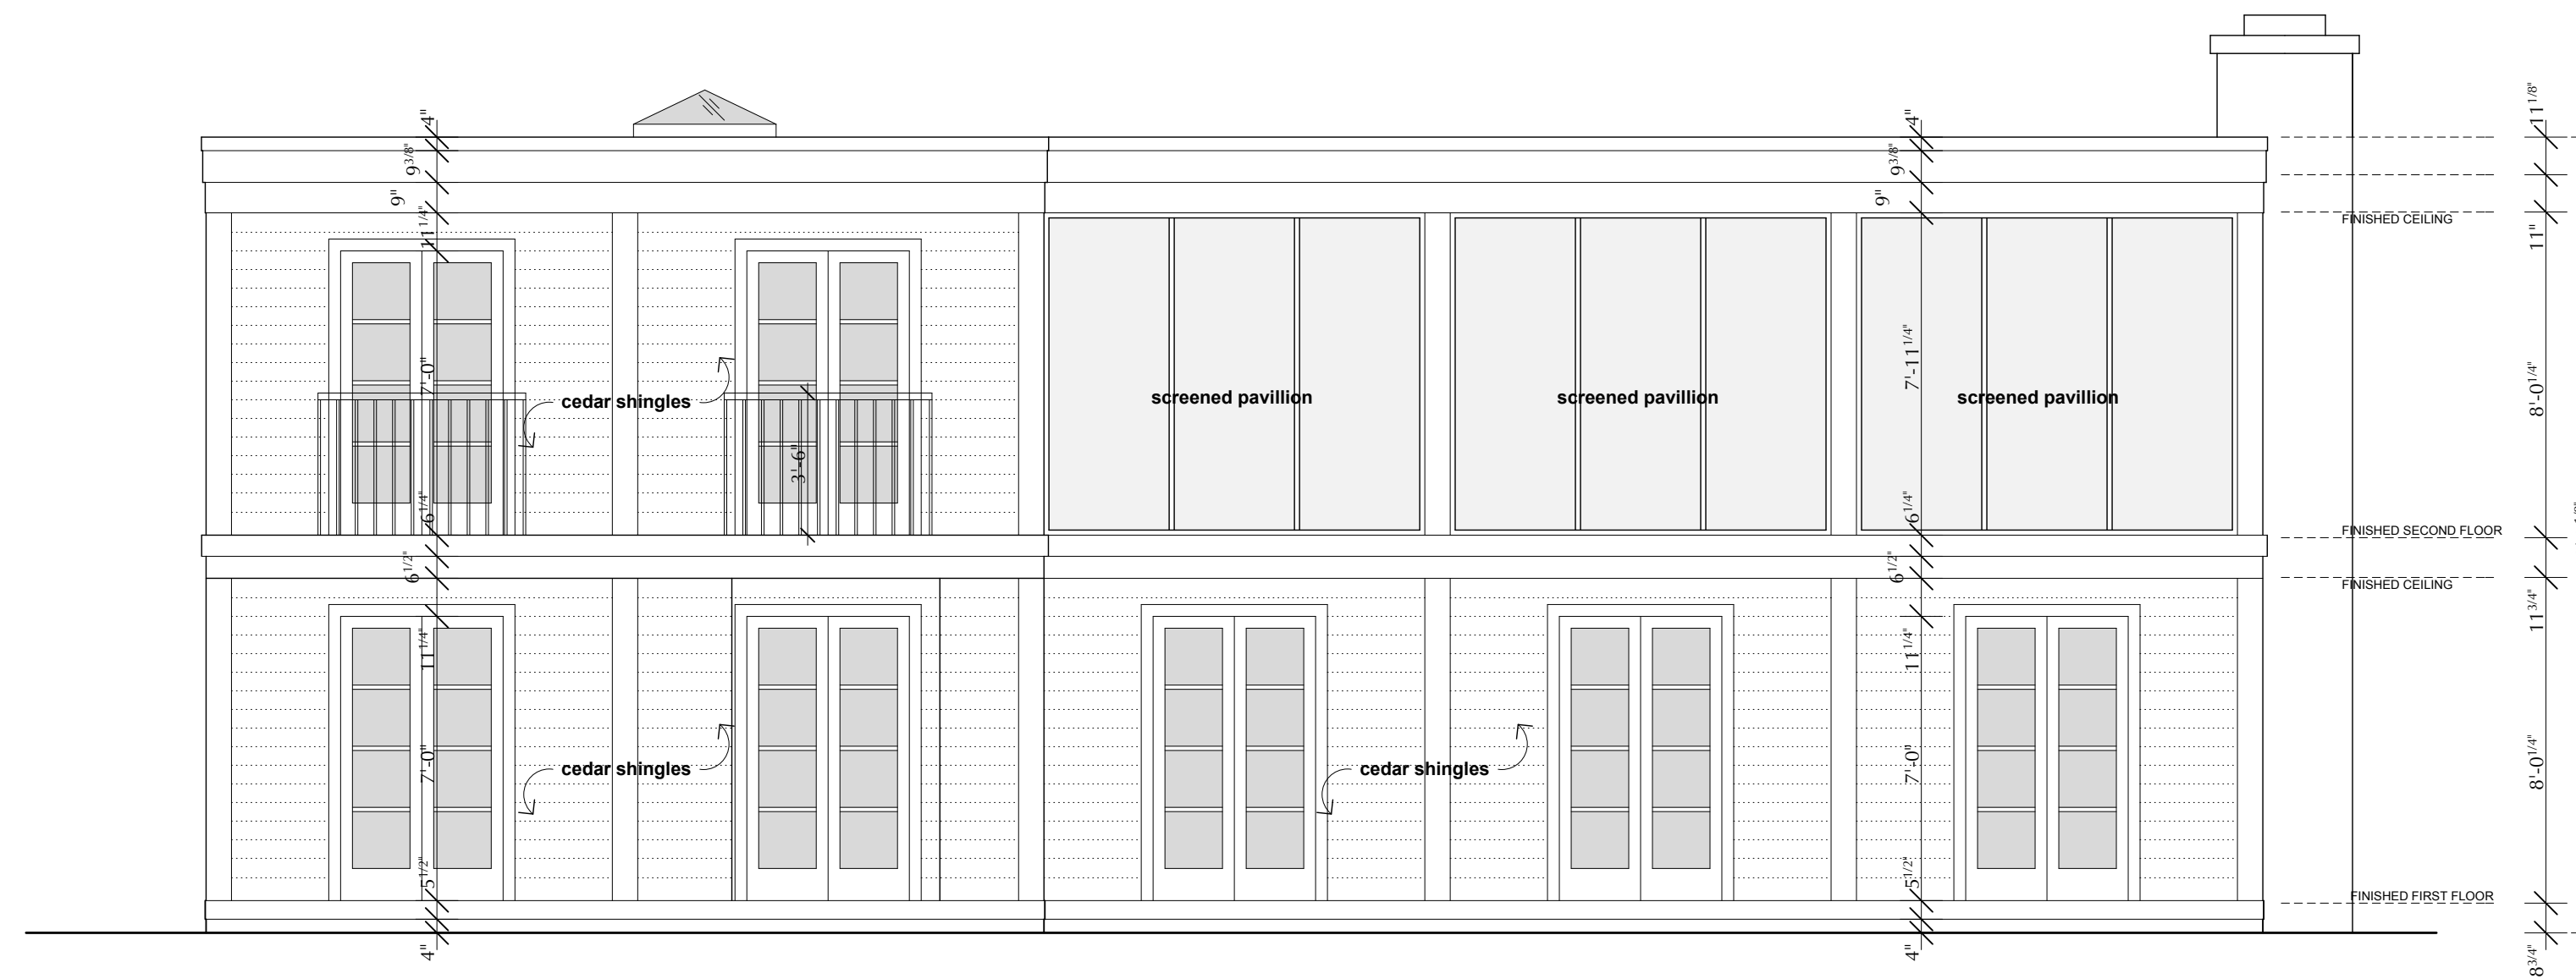 4"
4"
11 1/8"
9 3/8"
9 3/8"
9"
9"
11 1/4"
FINISHED CEILING
11"
7'-0"
7'-11 1/4"
8'-0 1/4"
cedar shingles
screened pavillion
screened pavillion
screened pavillion
3'-6"
6 1/4"
6 1/4"
FINISHED SECOND FLOOR
6 1/2"
6 1/2"
FINISHED CEILING
11 3/4"
11 1/4"
11 1/4"
7'-0"
cedar shingles
cedar shingles
7'-0"
8'-0 1/4"
5 1/2"
5 1/2"
FINISHED FIRST FLOOR
4"
4"
8 3/4"